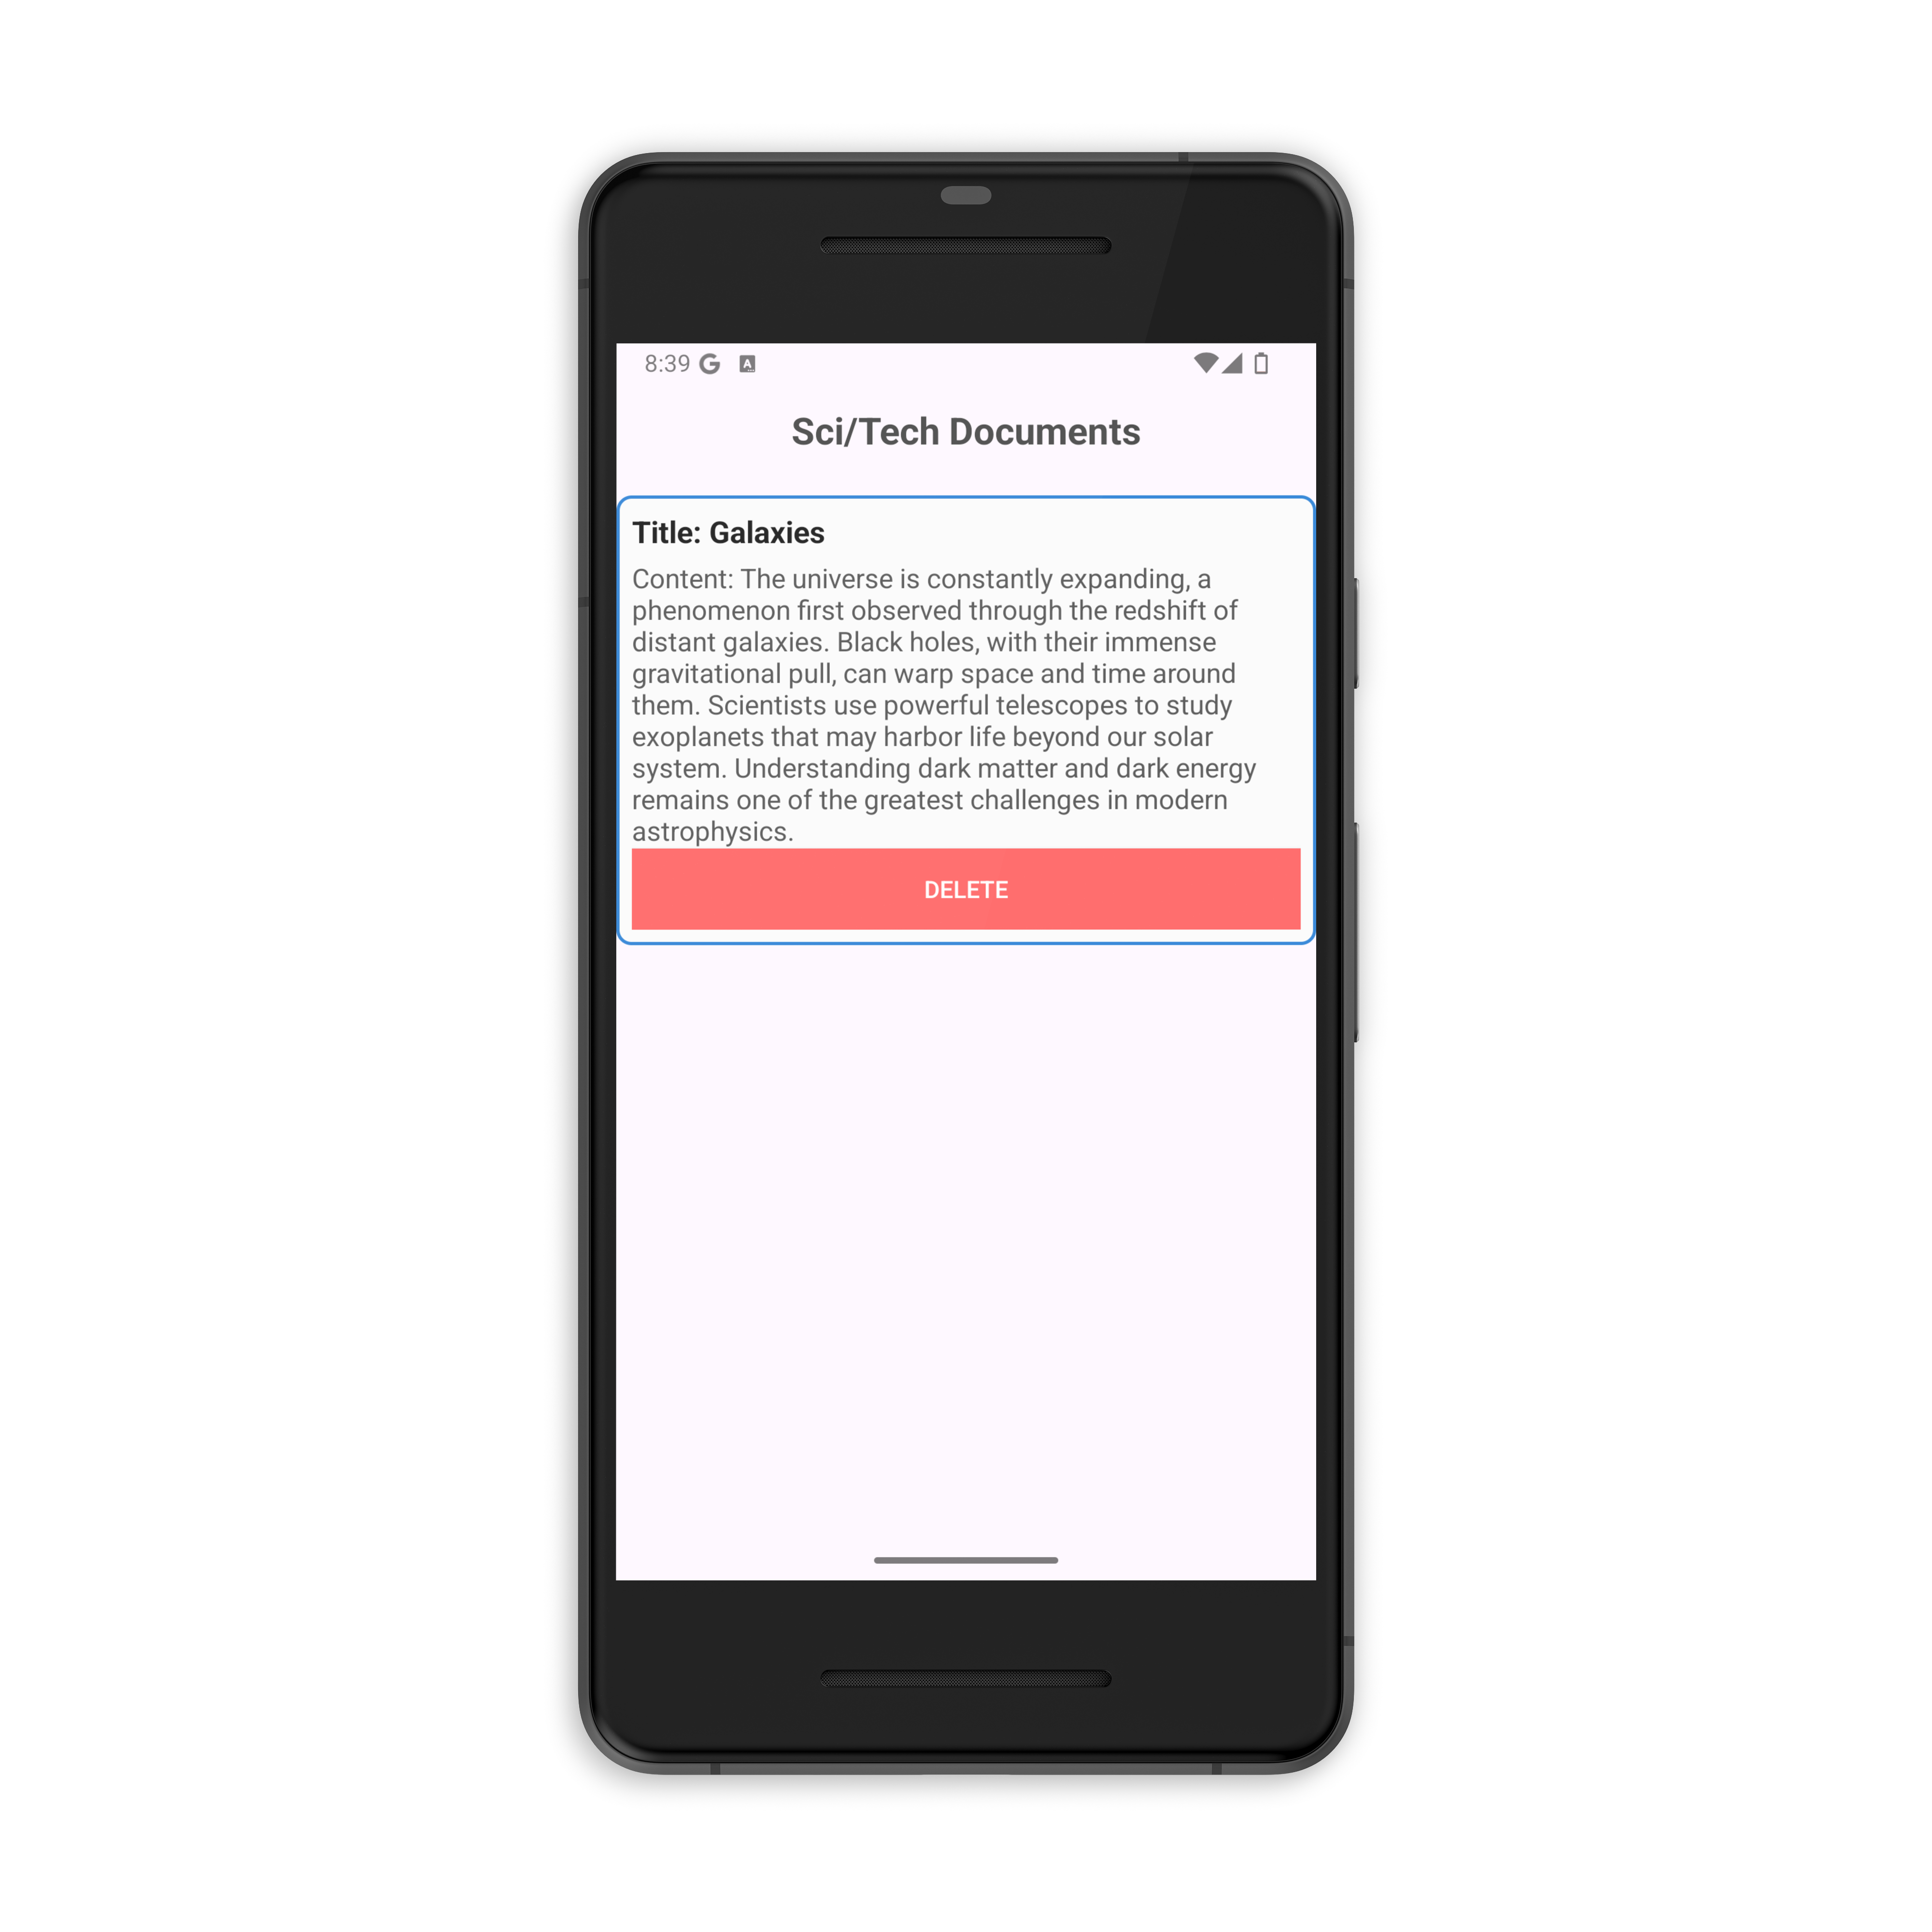 8:39 G A
Sci/Tech Documents
Title: Galaxies
Content: The universe is constantly expanding, a
phenomenon first observed through the redshift of
distant galaxies. Black holes, with their immense
gravitational pull, can warp space and time around
them. Scientists use powerful telescopes to study
exoplanets that may harbor life beyond our solar
system. Understanding dark matter and dark energy
remains one of the greatest challenges in modern
astrophysics.
DELETE